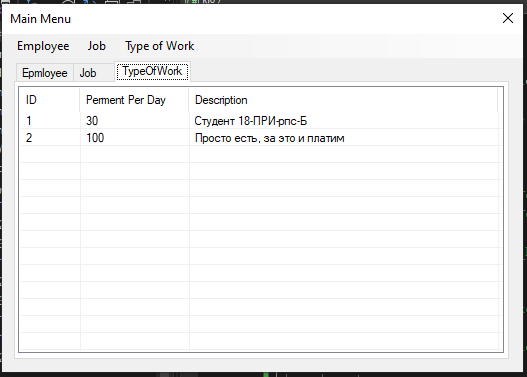 Main Menu
Employee Job Type of Work
Epmloyee Job TypeOfWork
ID Perment Per Day Description
1 30 Студент 18-ПРИ-рпс-Б
2 100 Просто есть, за это и платим